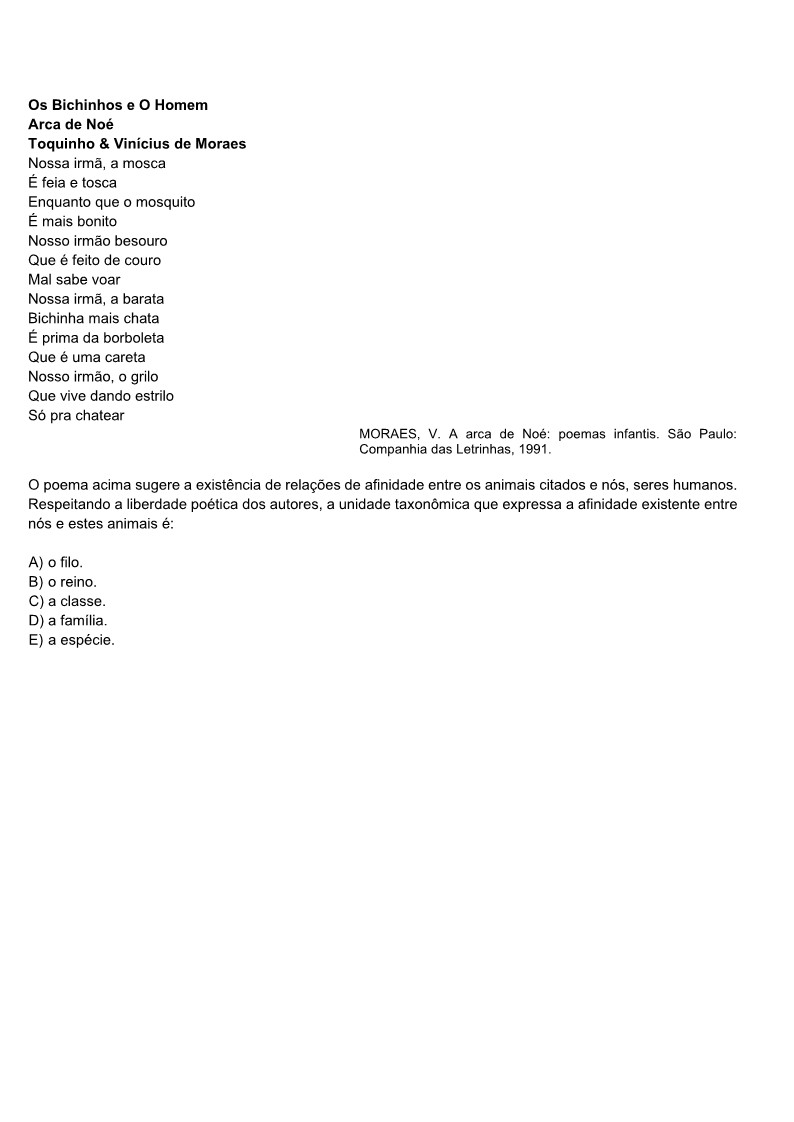 Os Bichinhos e O Homem
Arca de Noé
Toquinho & Vinícius de Moraes
Nossa irmã, a mosca
É feia e tosca
Enquanto que o mosquito
É mais bonito
Nosso irmão besouro
Que é feito de couro
Mal sabe voar
Nossa irmã, a barata
Bichinha mais chata
É prima da borboleta
Que é uma careta
Nosso irmão, o grilo
Que vive dando estrilo
Só pra chatear
MORAES, V. A arca de Noé: poemas infantis. São Paulo:
Companhia das Letrinhas, 1991.
O poema acima sugere a existência de relações de afinidade entre os animais citados e nós, seres humanos.
Respeitando a liberdade poética dos autores, a unidade taxonômica que expressa a afinidade existente entre
nós e estes animais é:
A) o filo.
B) o reino.
C) a classe.
D) a família.
E) a espécie.